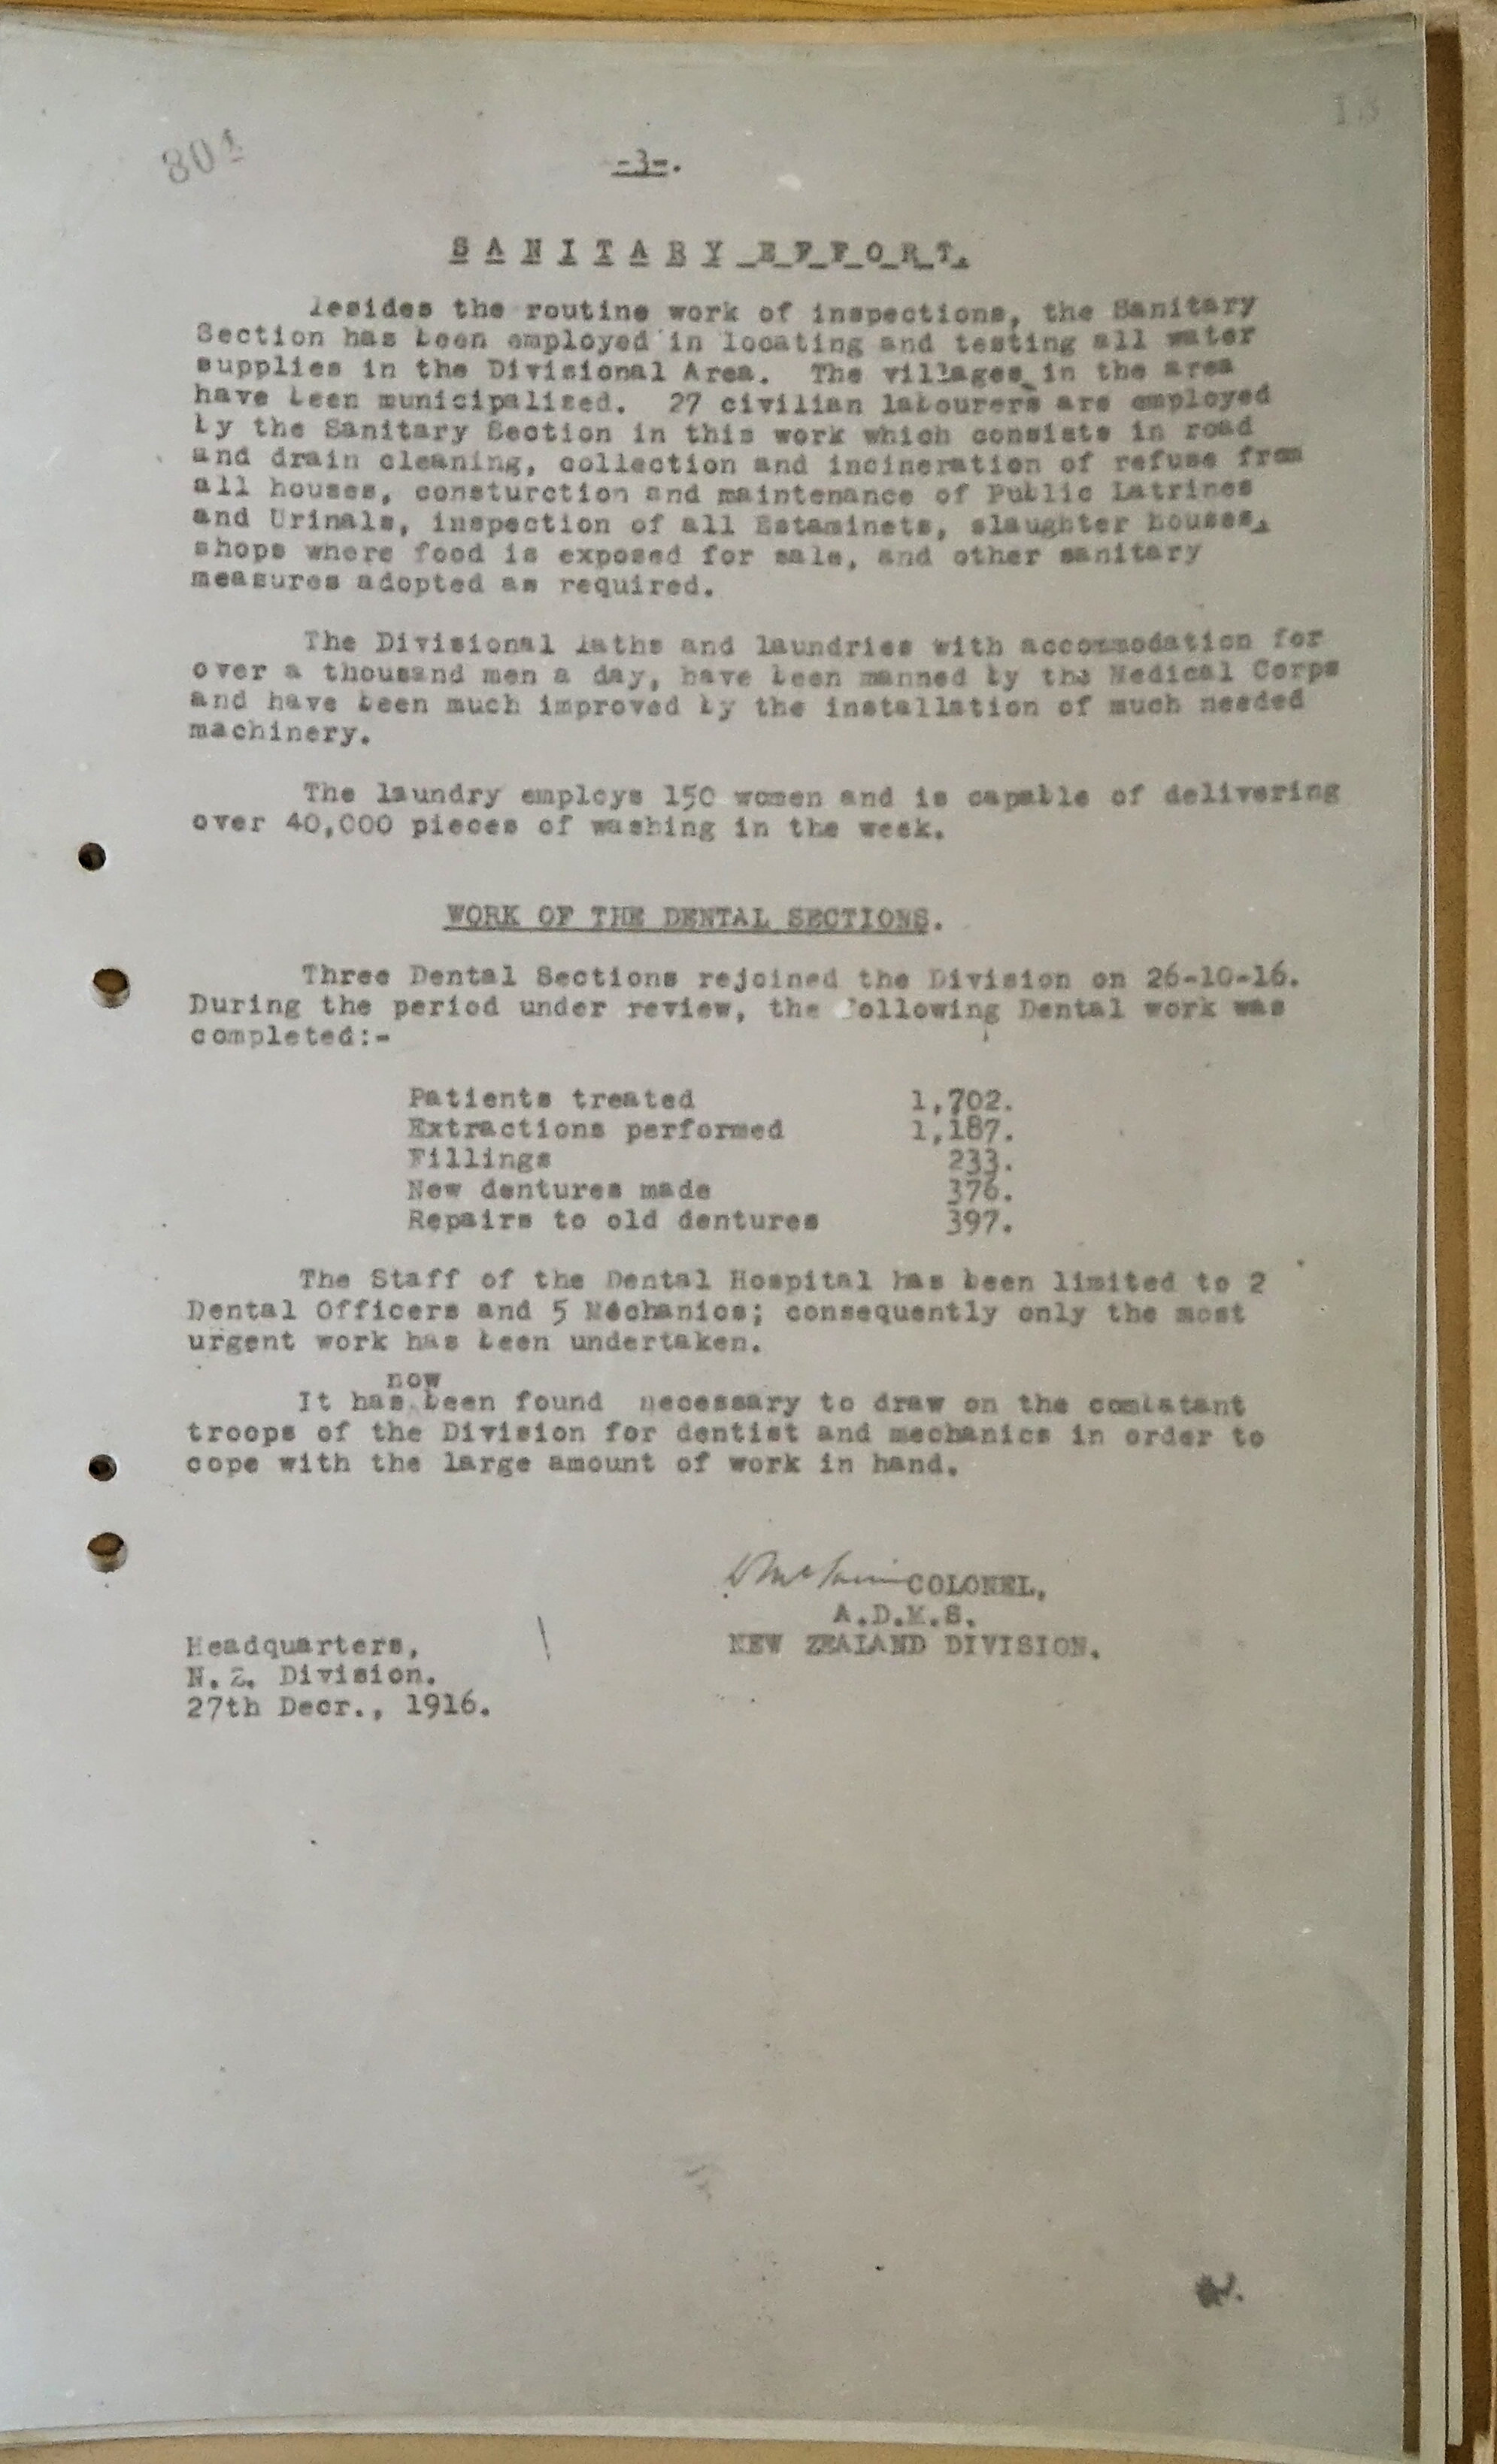 801
-3-.
SANITARY EFFORT.
Besides the routine work of inspections, the Sanitary
Section has been employed in locating and testing all water
supplies in the Divisional Area. The villages in the area
have been municipalised. 27 civilian labourers are employed
by the Sanitary Section in this work which consists in road
and drain cleaning, collection and incineration of refuse from
all houses, consturction and maintenance of Public Latrines
and Urinals, inspection of all Estaminets, slaughter houses,
shops where food is exposed for sale, and other sanitary
measures adopted as required.
The Divisional Baths and laundries with accommodation for
over a thousand men a day, have been manned by the Medical Corps
and have been much improved by the installation of much needed
machinery.
The laundry employs 150 women and is capable of delivering
over 40,000 pieces of washing in the week.
WORK OF THE DENTAL SECTIONS.
Three Dental Sections rejoined the Division on 26-10-16.
During the period under review, the following Dental work was
completed:-
Patients treated 1,702.
Extractions performed 1,187.
Fillings 233.
New dentures made 376.
Repairs to old dentures 397.
The Staff of the Dental Hospital has been limited to 2
Dental Officers and 5 Mechanics; consequently only the most
urgent work has been undertaken.
now
It has been found necessary to draw on the combatant
troops of the Division for dentist and mechanics in order to
cope with the large amount of work in hand.
COLONEL,
A.D.M.S.
NEW ZEALAND DIVISION.
Headquarters,
N.Z. Division.
27th Decr., 1916.